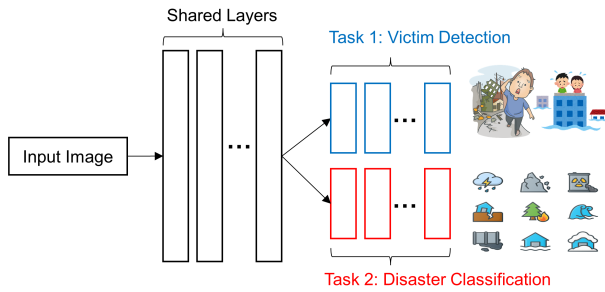 Shared Layers
Task 1: Victim Detection
Input Image
Task 2: Disaster Classification